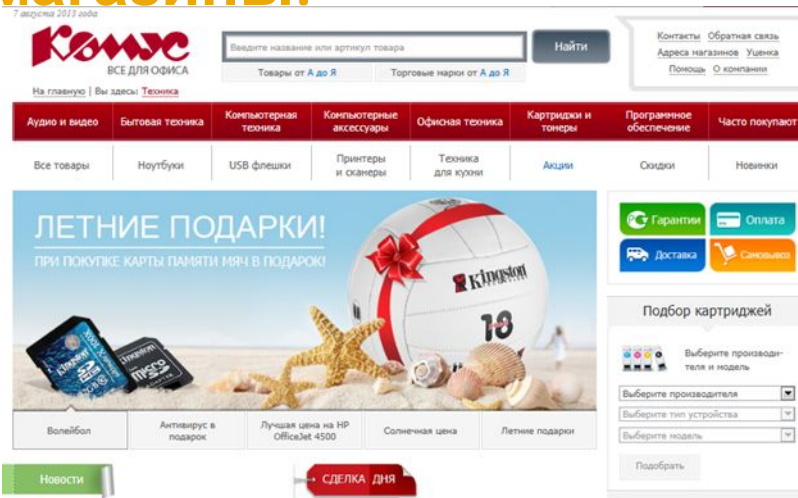 магазины.
7 августа 2013 года
Комус
ВСЕ ДЛЯ ОФИСА
Введите название или артикул товара
Найти
Товары от А до Я
Торговые марки от А до Я
Контакты Обратная связь
Адреса магазинов Уценка
Помощь О компании
На главную | Вы здесь: Техника
Аудио и видео
Бытовая техника
Компьютерная
техника
Компьютерные
аксессуары
Офисная техника
Картриджи и
тонеры
Программное
обеспечение
Часто покупают
Все товары
Ноутбуки
USB флешки
Принтеры
и сканеры
Техника
для кухни
Акции
Скидки
Новинки
ЛЕТНИЕ ПОДАРКИ!
ПРИ ПОКУПКЕ КАРТЫ ПАМЯТИ МЯЧ В ПОДАРОК!
Kingston
18
Kingston
micro
Гарантии
Оплата
Доставка
Самовывоз
Подбор картриджей
Выберите производи-
теля и модель
Выберите производителя
Выберите тип устройства
Выберите модель
Подобрать
Волейбол
Антивирус в
подарок
Лучшая цена на HP
OfficeJet 4500
Солнечная цена
Летние подарки
Новости
СДЕЛКА ДНЯ